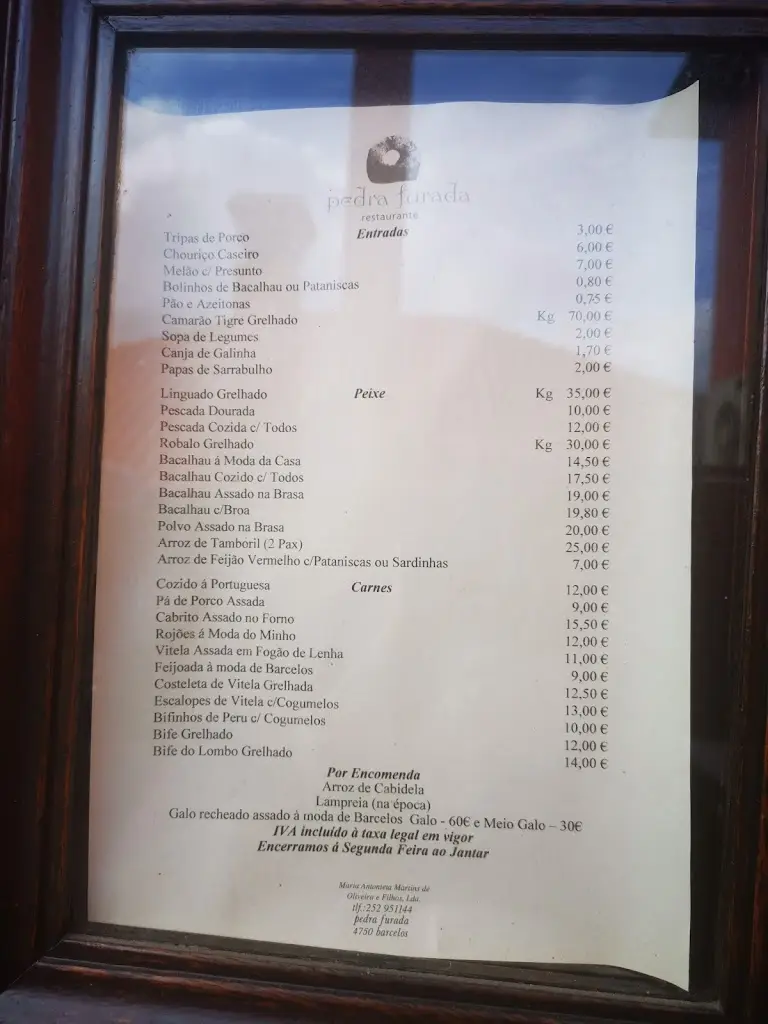 pedra furada
restaurante
Entradas
Tripas de Porco 3,00 €
Chouriço Caseiro 6,00 €
Melão c/ Presunto 7,00 €
Bolinhos de Bacalhau ou Pataniscas 0,80 €
Pão e Azeitonas 0,75 €
Camarão Tigre Grelhado Kg 70,00 €
Sopa de Legumes 2,00 €
Canja de Galinha 1,70 €
Papas de Sarrabulho 2,00 €
Peixe
Linguado Grelhado Kg 35,00 €
Pescada Dourada 10,00 €
Pescada Cozida c/ Todos 12,00 €
Robalo Grelhado Kg 30,00 €
Bacalhau á Moda da Casa 14,50 €
Bacalhau Cozido c/ Todos 17,50 €
Bacalhau Assado na Brasa 19,00 €
Bacalhau c/Broa 19,80 €
Polvo Assado na Brasa 20,00 €
Arroz de Tamboril (2 Pax) 25,00 €
Arroz de Feijão Vermelho c/Pataniscas ou Sardinhas 7,00 €
Carnes
Cozido á Portuguesa 12,00 €
Pá de Porco Assada 9,00 €
Cabrito Assado no Forno 15,50 €
Rojões á Moda do Minho 12,00 €
Vitela Assada em Fogão de Lenha 11,00 €
Feijoada à moda de Barcelos 9,00 €
Costeleta de Vitela Grelhada 12,50 €
Escalopes de Vitela c/Cogumelos 13,00 €
Bifinhos de Peru c/ Cogumelos 10,00 €
Bife Grelhado 12,00 €
Bife do Lombo Grelhado 14,00 €
Por Encomenda
Arroz de Cabidela
Lampreia (na época)
Galo recheado assado à moda de Barcelos Galo - 60€ e Meio Galo – 30€
IVA incluído à taxa legal em vigor
Encerramos á Segunda Feira ao Jantar
Maria Antonieta Martins de
Oliveira e Filhos, Lda.
tlf.:252 951144
pedra furada
4750 barcelos